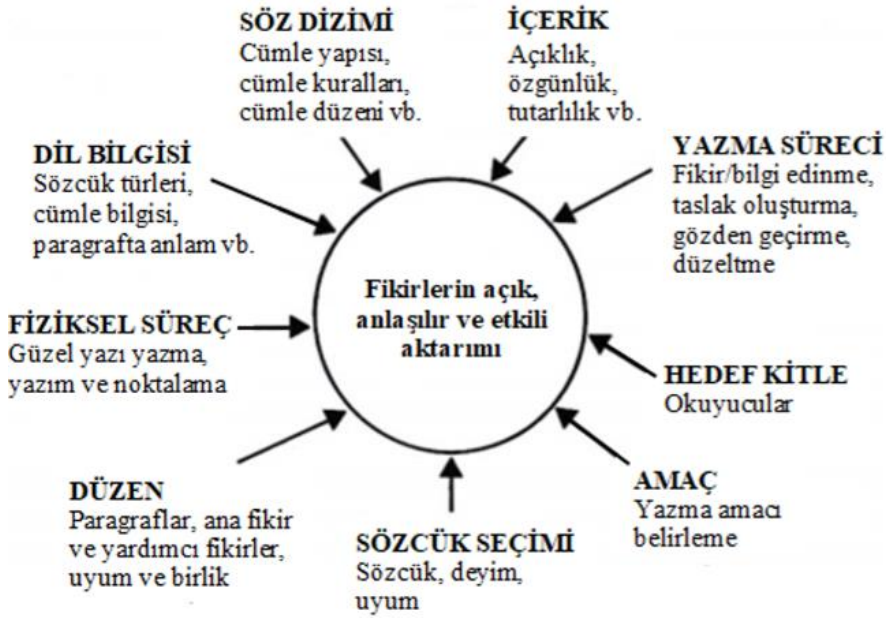 SÖZ DİZİMİ
Cümle yapısı,
cümle kuralları,
cümle düzeni vb.
İÇERİK
Açıklık,
özgünlük,
tutarlılık vb.
YAZMA SÜRECİ
Fikir/bilgi edinme,
taslak oluşturma,
gözden geçirme,
düzeltme
DİL BİLGİSİ
Sözcük türleri,
cümle bilgisi,
paragrafta anlam vb.
Fikirlerin açık,
anlaşılır ve etkili
aktarımı
FİZİKSEL SÜREÇ
Güzel yazı yazma,
yazım ve noktalama
HEDEF KİTLE
Okuyucular
DÜZEN
Paragraflar, ana fikir
ve yardımcı fikirler,
uyum ve birlik
SÖZCÜK SEÇİMİ
Sözcük, deyim,
uyum
AMAÇ
Yazma amacı
belirleme